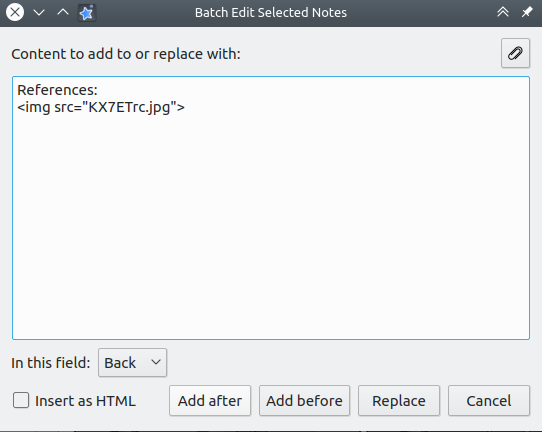 Batch Edit Selected Notes
Content to add to or replace with:
References:
<img src="KX7ETrc.jpg">
In this field: Back
Insert as HTML Add after Add before Replace Cancel